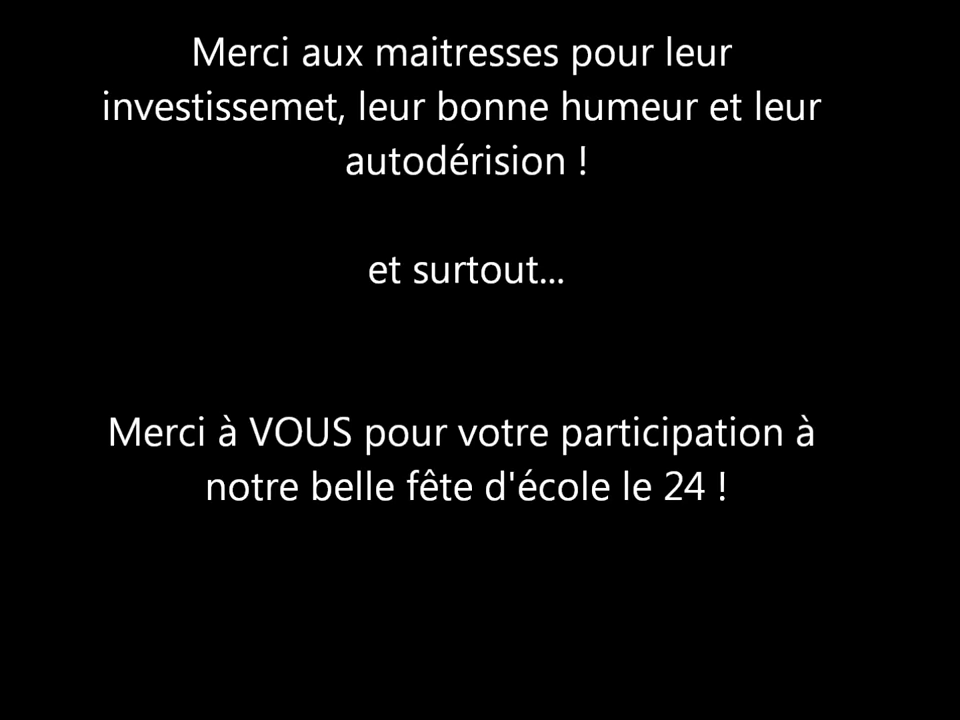 Merci aux maitresses pour leur
investissemet, leur bonne humeur et leur
autodérision !
et surtout...
Merci à VOUS pour votre participation à
notre belle fête d'école le 24 !